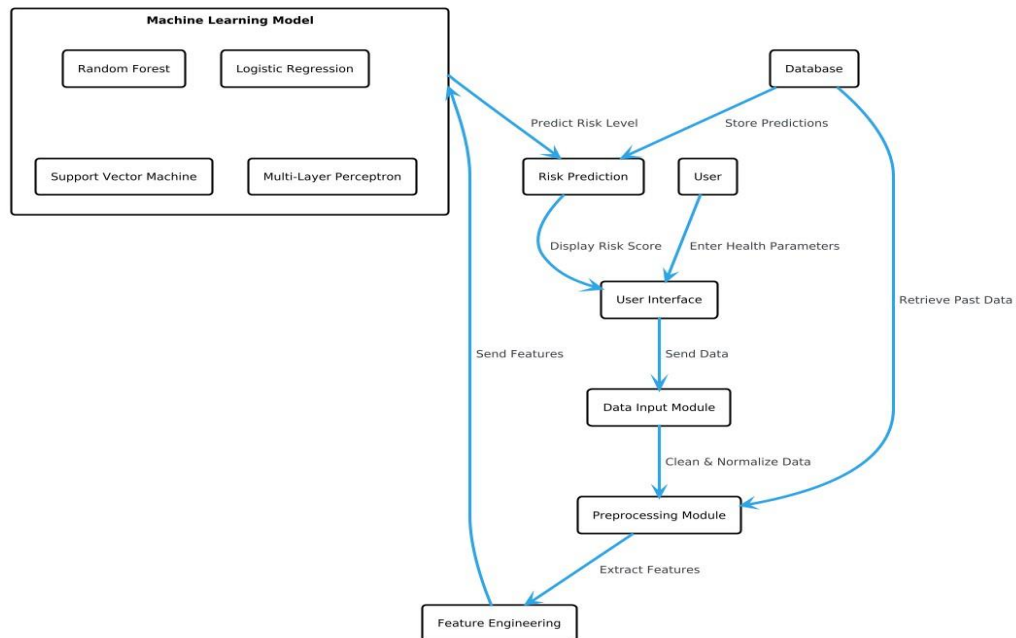 Machine Learning Model
Random Forest
Logistic Regression
Database
Predict Risk Level
Store Predictions
Support Vector Machine
Multi-Layer Perceptron
Risk Prediction
User
Display Risk Score
Enter Health Parameters
User Interface
Retrieve Past Data
Send Features
Send Data
Data Input Module
Clean & Normalize Data
Preprocessing Module
Extract Features
Feature Engineering